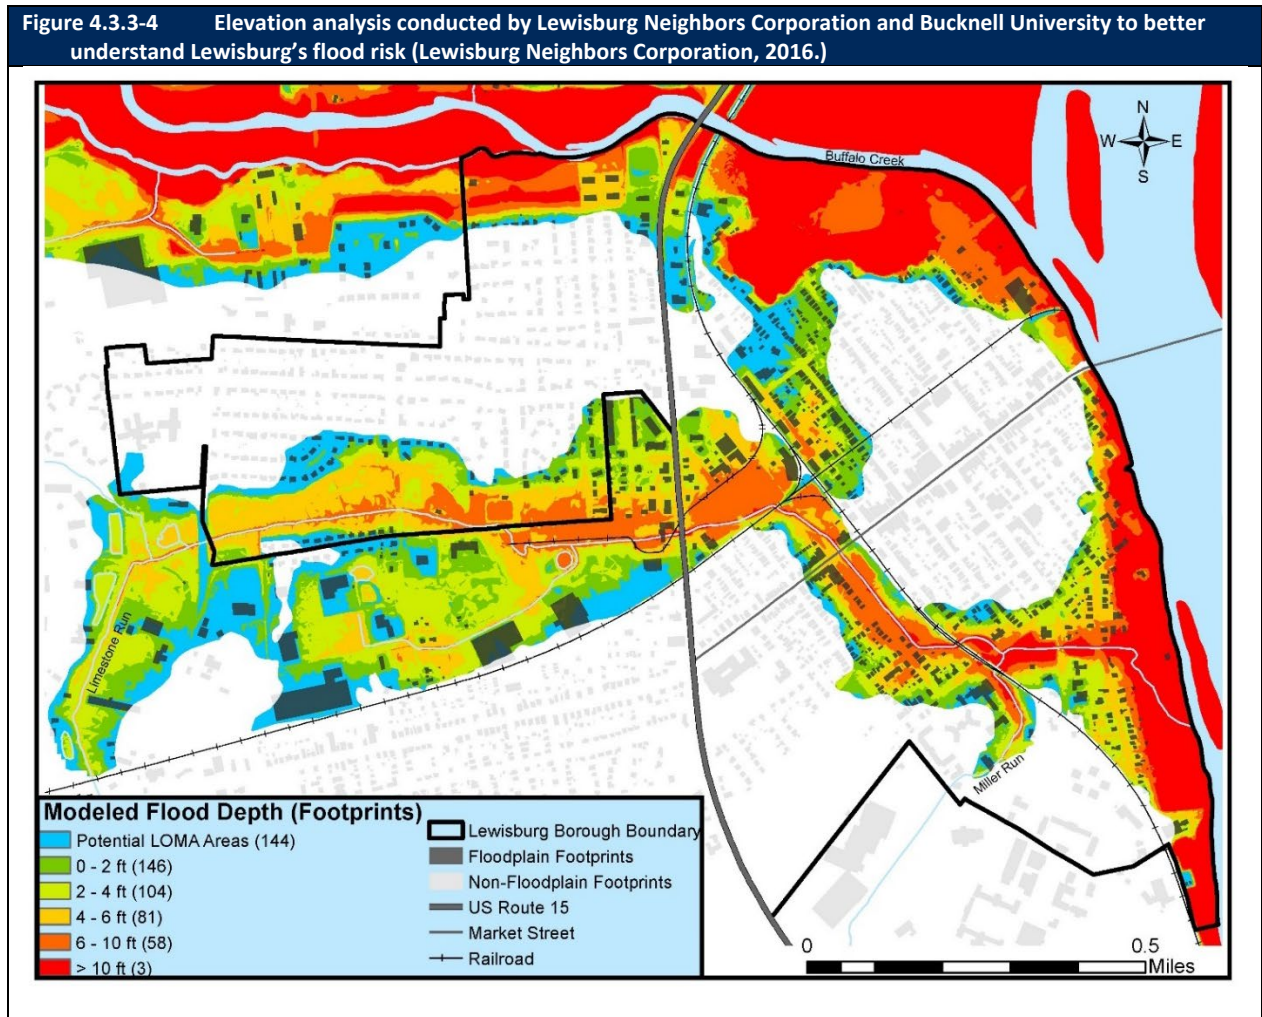 Figure 4.3.3-4 Elevation analysis conducted by Lewisburg Neighbors Corporation and Bucknell University to better
understand Lewisburg’s flood risk (Lewisburg Neighbors Corporation, 2016.)
N
W E
S
Buffalo Creek
Limestone Run
Miller Run
Modeled Flood Depth (Footprints)
Potential LOMA Areas (144)
0 - 2 ft (146)
2 - 4 ft (104)
4 - 6 ft (81)
6 - 10 ft (58)
> 10 ft (3)
Lewisburg Borough Boundary
Floodplain Footprints
Non-Floodplain Footprints
US Route 15
Market Street
Railroad
0 0.5
Miles